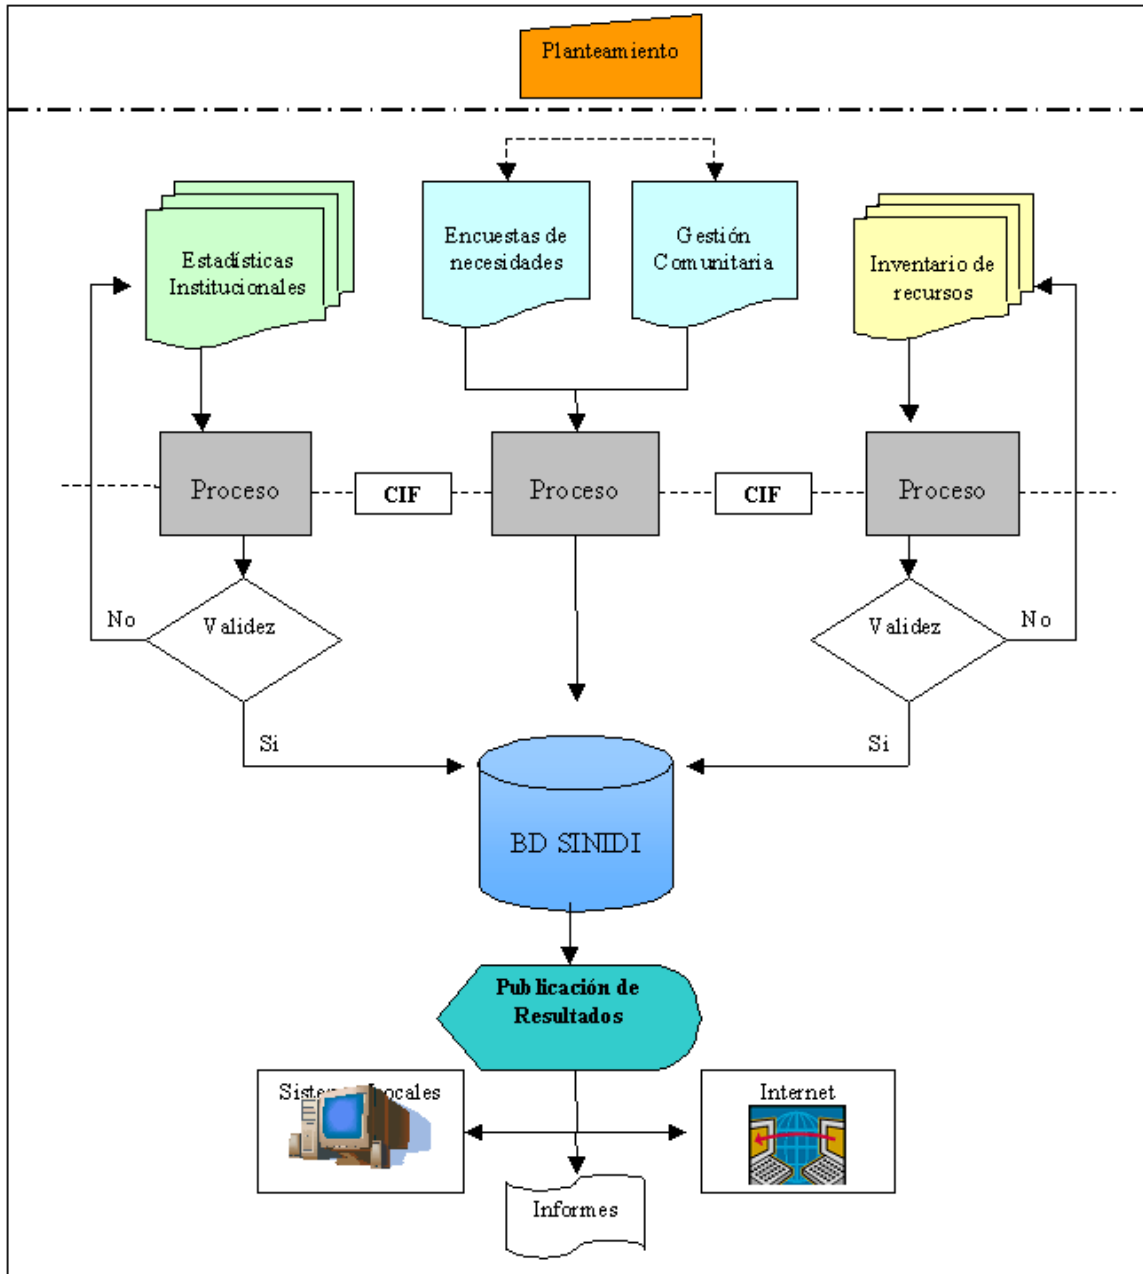 Planteamiento
Estadísticas
Institucionales
Encuestas de
necesidades
Gestión
Comunitaria
Inventario de
recursos
Proceso
CIF
Proceso
CIF
Proceso
No
Validez
Validez
No
Si
Si
BD SINIDI
Publicación de
Resultados
Locales
Internet
Informes